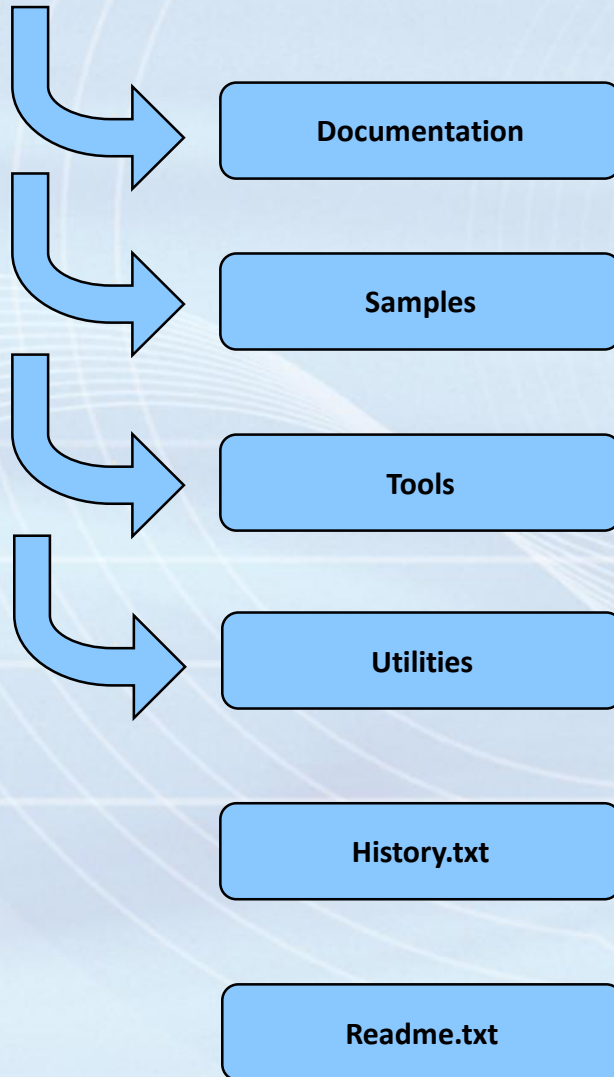 Documentation
Samples
Tools
Utilities
History.txt
Readme.txt